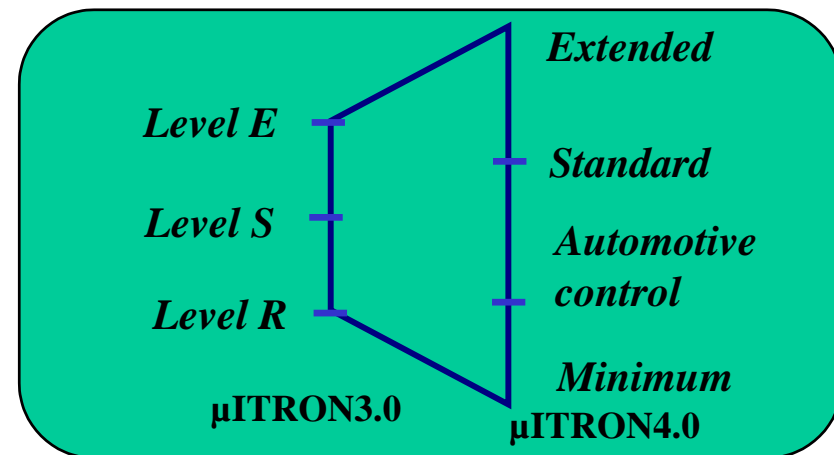 Extended
Level E
Standard
Level S
Automotive
control
Level R
Minimum
µITRON3.0
µITRON4.0